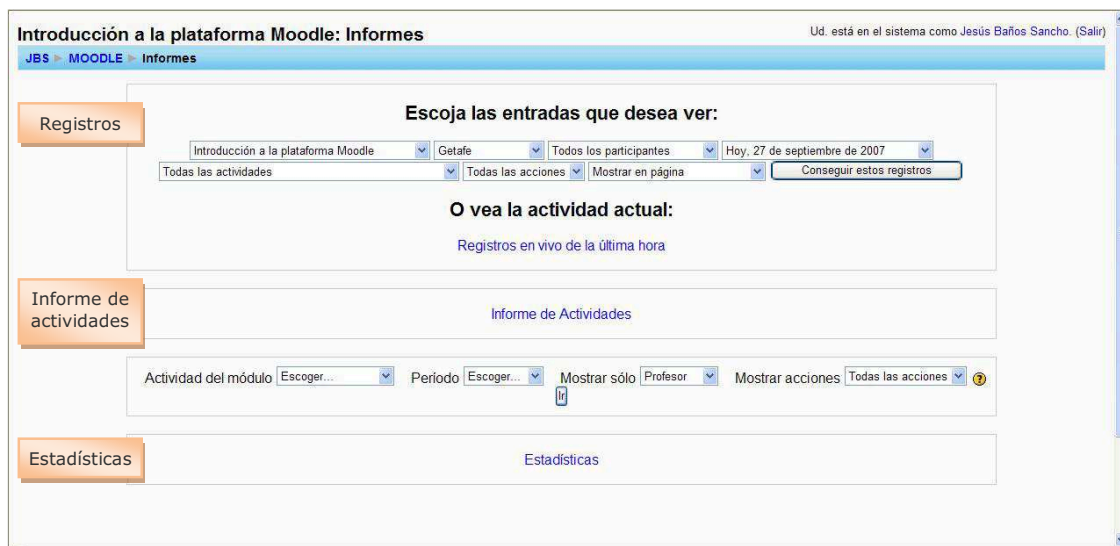 Introducción a la plataforma Moodle: Informes
Ud. está en el sistema como Jesús Baños Sancho. (Salir)
JBS ► MOODLE ► Informes
Registros
Escoja las entradas que desea ver:
Introducción a la plataforma Moodle Getafe Todos los participantes Hoy, 27 de septiembre de 2007
Todas las actividades Todas las acciones Mostrar en página Conseguir estos registros
O vea la actividad actual:
Registros en vivo de la última hora
Informe de
actividades
Informe de Actividades
Actividad del módulo Escoger... Período Escoger... Mostrar sólo Profesor Mostrar acciones Todas las acciones ?
Ir
Estadísticas
Estadísticas